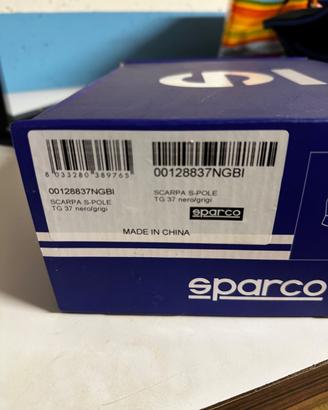 SI
8 033280 389765
00128837NGBI
SCARPA S-POLE
TG 37 nero/grigi
00128837NGBI
SCARPA S-POLE
TG 37 nero/grigi
sparco
MADE IN CHINA
sparco